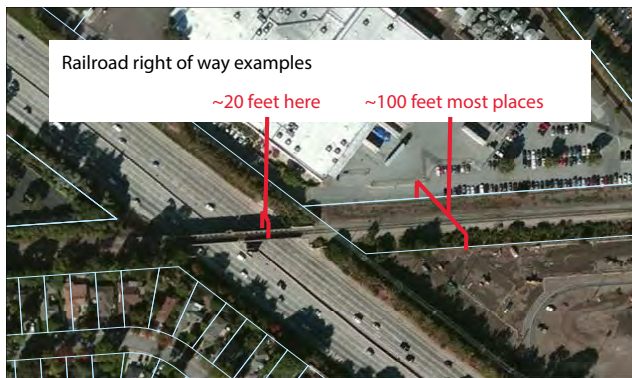 Railroad right of way examples
~20 feet here
~100 feet most places